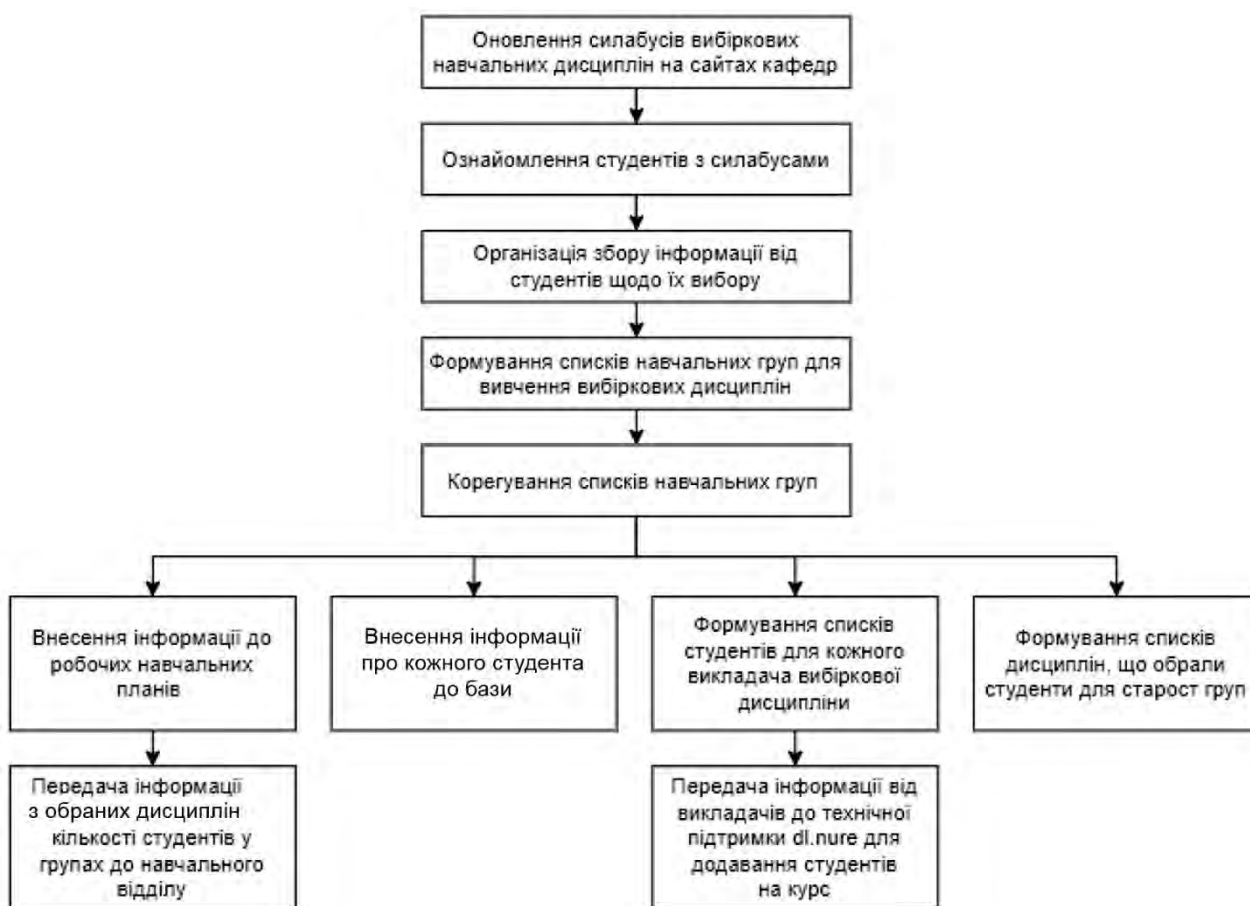 Оновлення силабусів вибіркових
навчальних дисциплін на сайтах кафедр
Ознайомлення студентів з силабусами
Організація збору інформації від
студентів щодо їх вибору
Формування списків навчальних груп для
вивчення вибіркових дисциплін
Корегування списків навчальних груп
Внесення інформації до
робочих навчальних
планів
Внесення інформації
про кожного студента
до бази
Формування списків
студентів для кожного
викладача вибіркової
дисципліни
Формування списків
дисциплін, що обрали
студенти для старост груп
Передача інформації
з обраних дисциплін
кількості студентів у
групах до навчального
відділу
Передача інформації від
викладачів до технічної
підтримки dl.nure для
додавання студентів
на курс